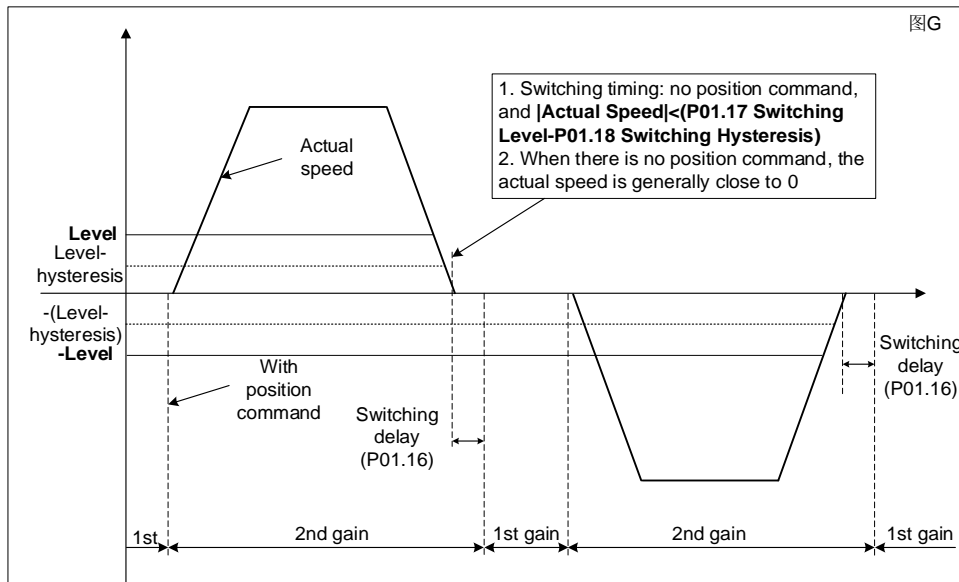 图G
1. Switching timing: no position command,
and |Actual Speed|<(P01.17 Switching
Level-P01.18 Switching Hysteresis)
2. When there is no position command, the
actual speed is generally close to 0
Actual
speed
Level
Level-
hysteresis
-(Level-
hysteresis)
-Level
With
position
command
Switching
delay
(P01.16)
Switching
delay
(P01.16)
1st
2nd gain
1st gain
2nd gain
1st gain